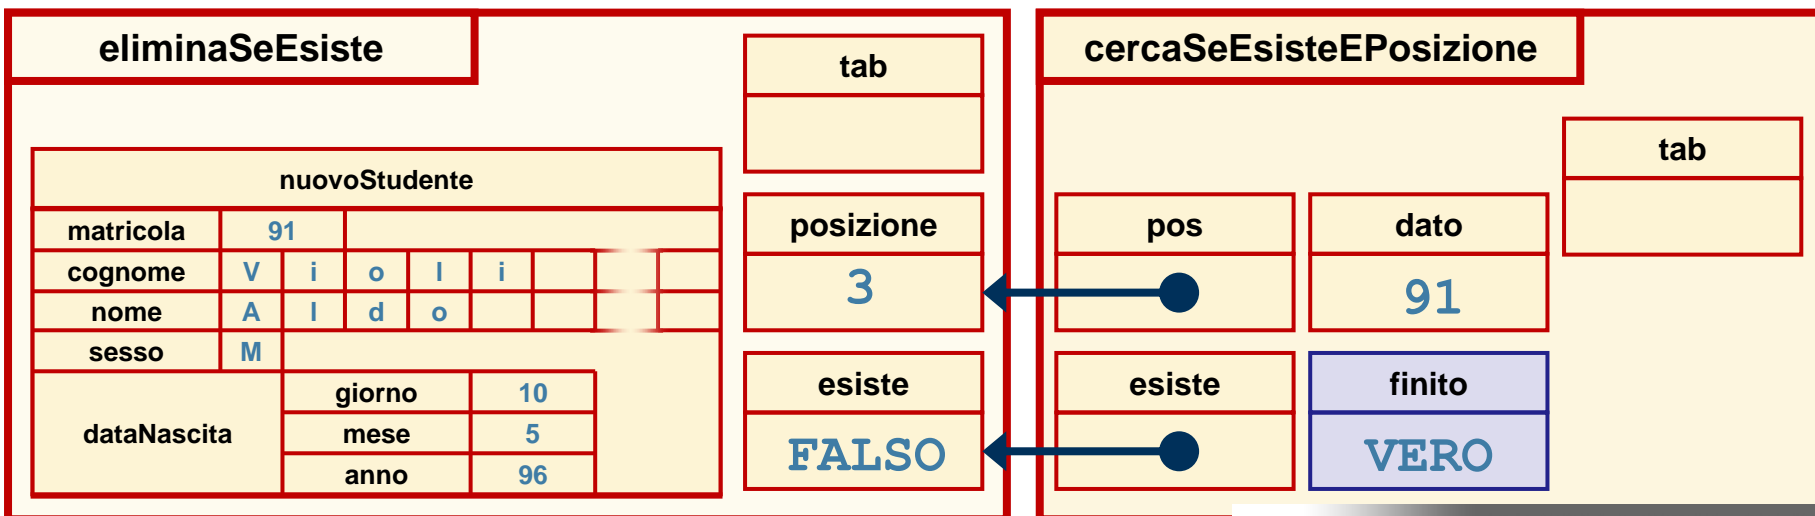 eliminaSeEsiste
tab
nuovoStudente
matricola 91
cognome V i o l i
nome A l d o
sesso M
dataNascita
giorno 10
mese 5
anno 96
posizione
3
esiste
FALSO
cercaSeEsisteEPosizione
tab
pos
dato
91
esiste
finito
VERO